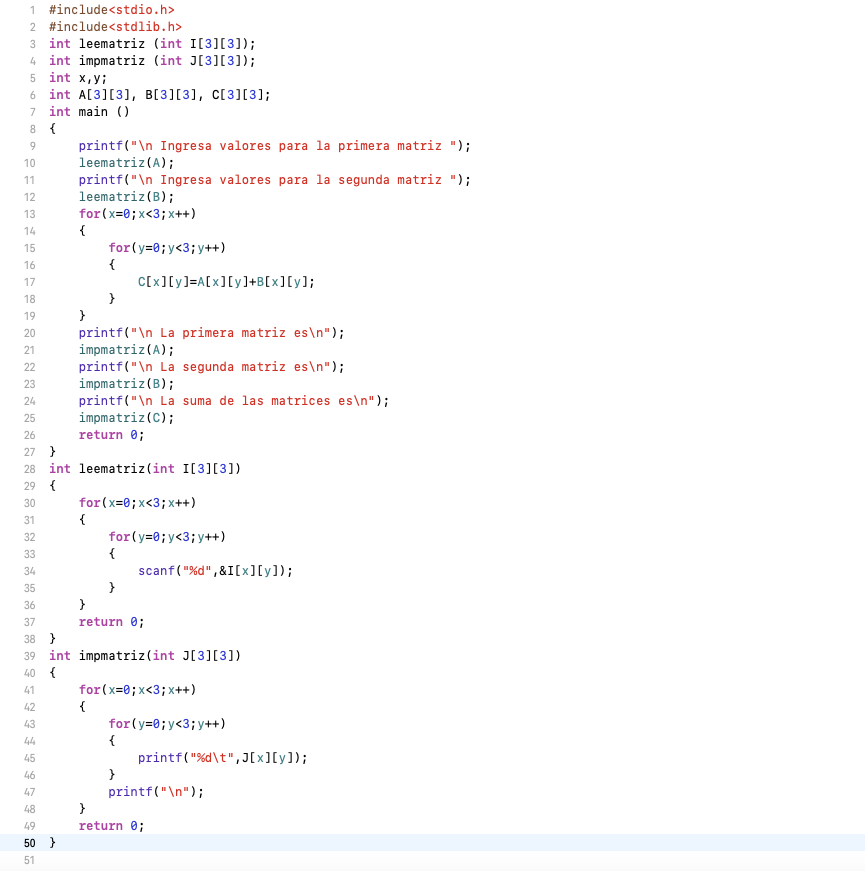 1 #include<stdio.h>
2 #include<stdlib.h>
3 int leematriz (int I[3][3]);
4 int impmatriz (int J[3][3]);
5 int x,y;
6 int A[3][3], B[3][3], C[3][3];
7 int main ()
8 {
9     printf("\n Ingresa valores para la primera matriz ");
10     leematriz(A);
11     printf("\n Ingresa valores para la segunda matriz ");
12     leematriz(B);
13     for(x=0;x<3;x++)
14     {
15         for(y=0;y<3;y++)
16         {
17             C[x][y]=A[x][y]+B[x][y];
18         }
19     }
20     printf("\n La primera matriz es\n");
21     impmatriz(A);
22     printf("\n La segunda matriz es\n");
23     impmatriz(B);
24     printf("\n La suma de las matrices es\n");
25     impmatriz(C);
26     return 0;
27 }
28 int leematriz(int I[3][3])
29 {
30     for(x=0;x<3;x++)
31     {
32         for(y=0;y<3;y++)
33         {
34             scanf("%d",&I[x][y]);
35         }
36     }
37     return 0;
38 }
39 int impmatriz(int J[3][3])
40 {
41     for(x=0;x<3;x++)
42     {
43         for(y=0;y<3;y++)
44         {
45             printf("%d\t",J[x][y]);
46         }
47         printf("\n");
48     }
49     return 0;
50 }
51